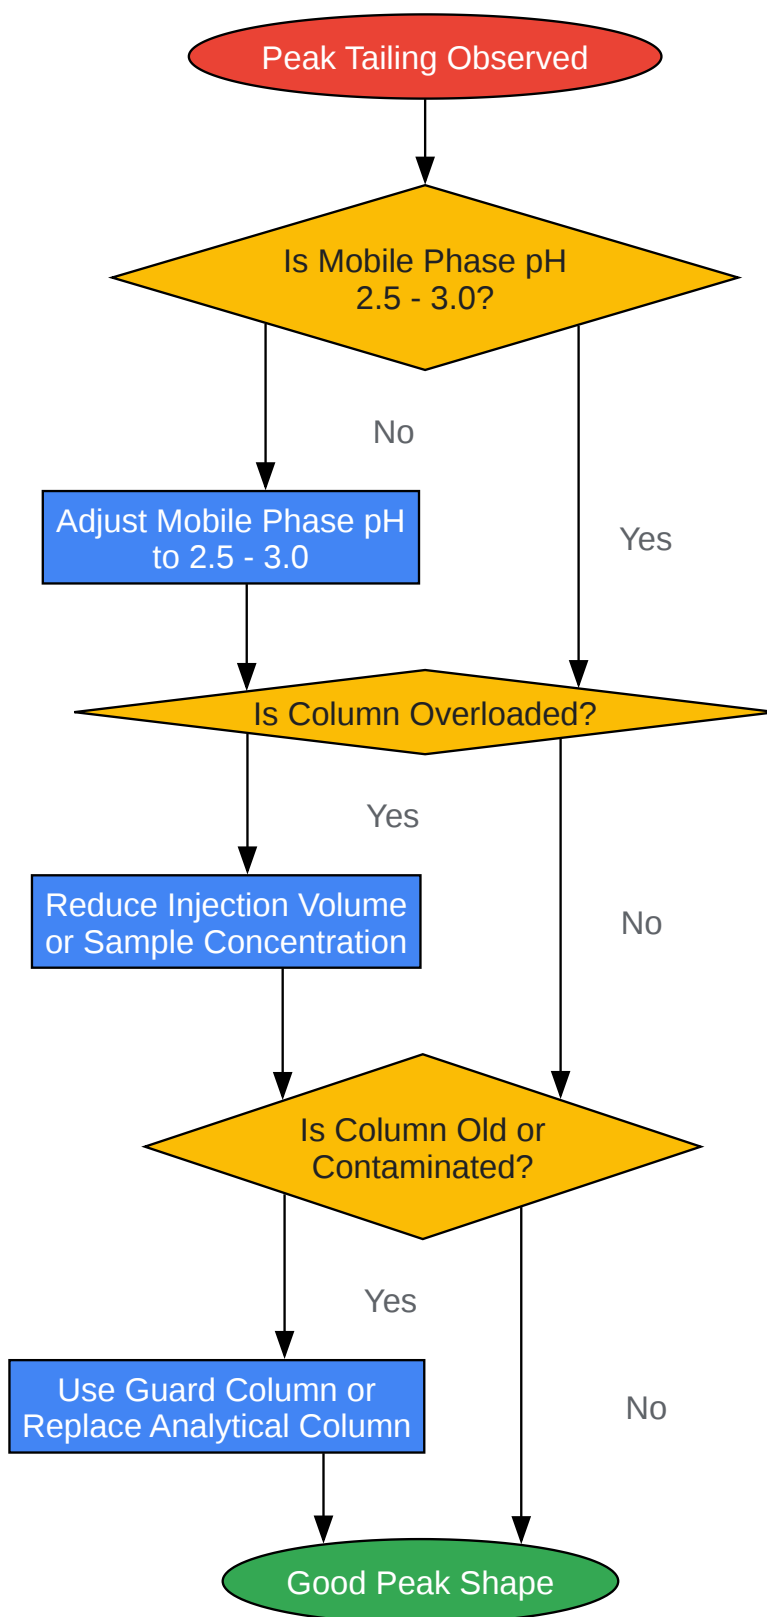 Peak Tailing Observed
Is Mobile Phase pH
2.5 - 3.0?
No
Adjust Mobile Phase pH
to 2.5 - 3.0
Yes
Is Column Overloaded?
Yes
Reduce Injection Volume
or Sample Concentration
No
Is Column Old or
Contaminated?
Yes
Use Guard Column or
Replace Analytical Column
No
Good Peak Shape